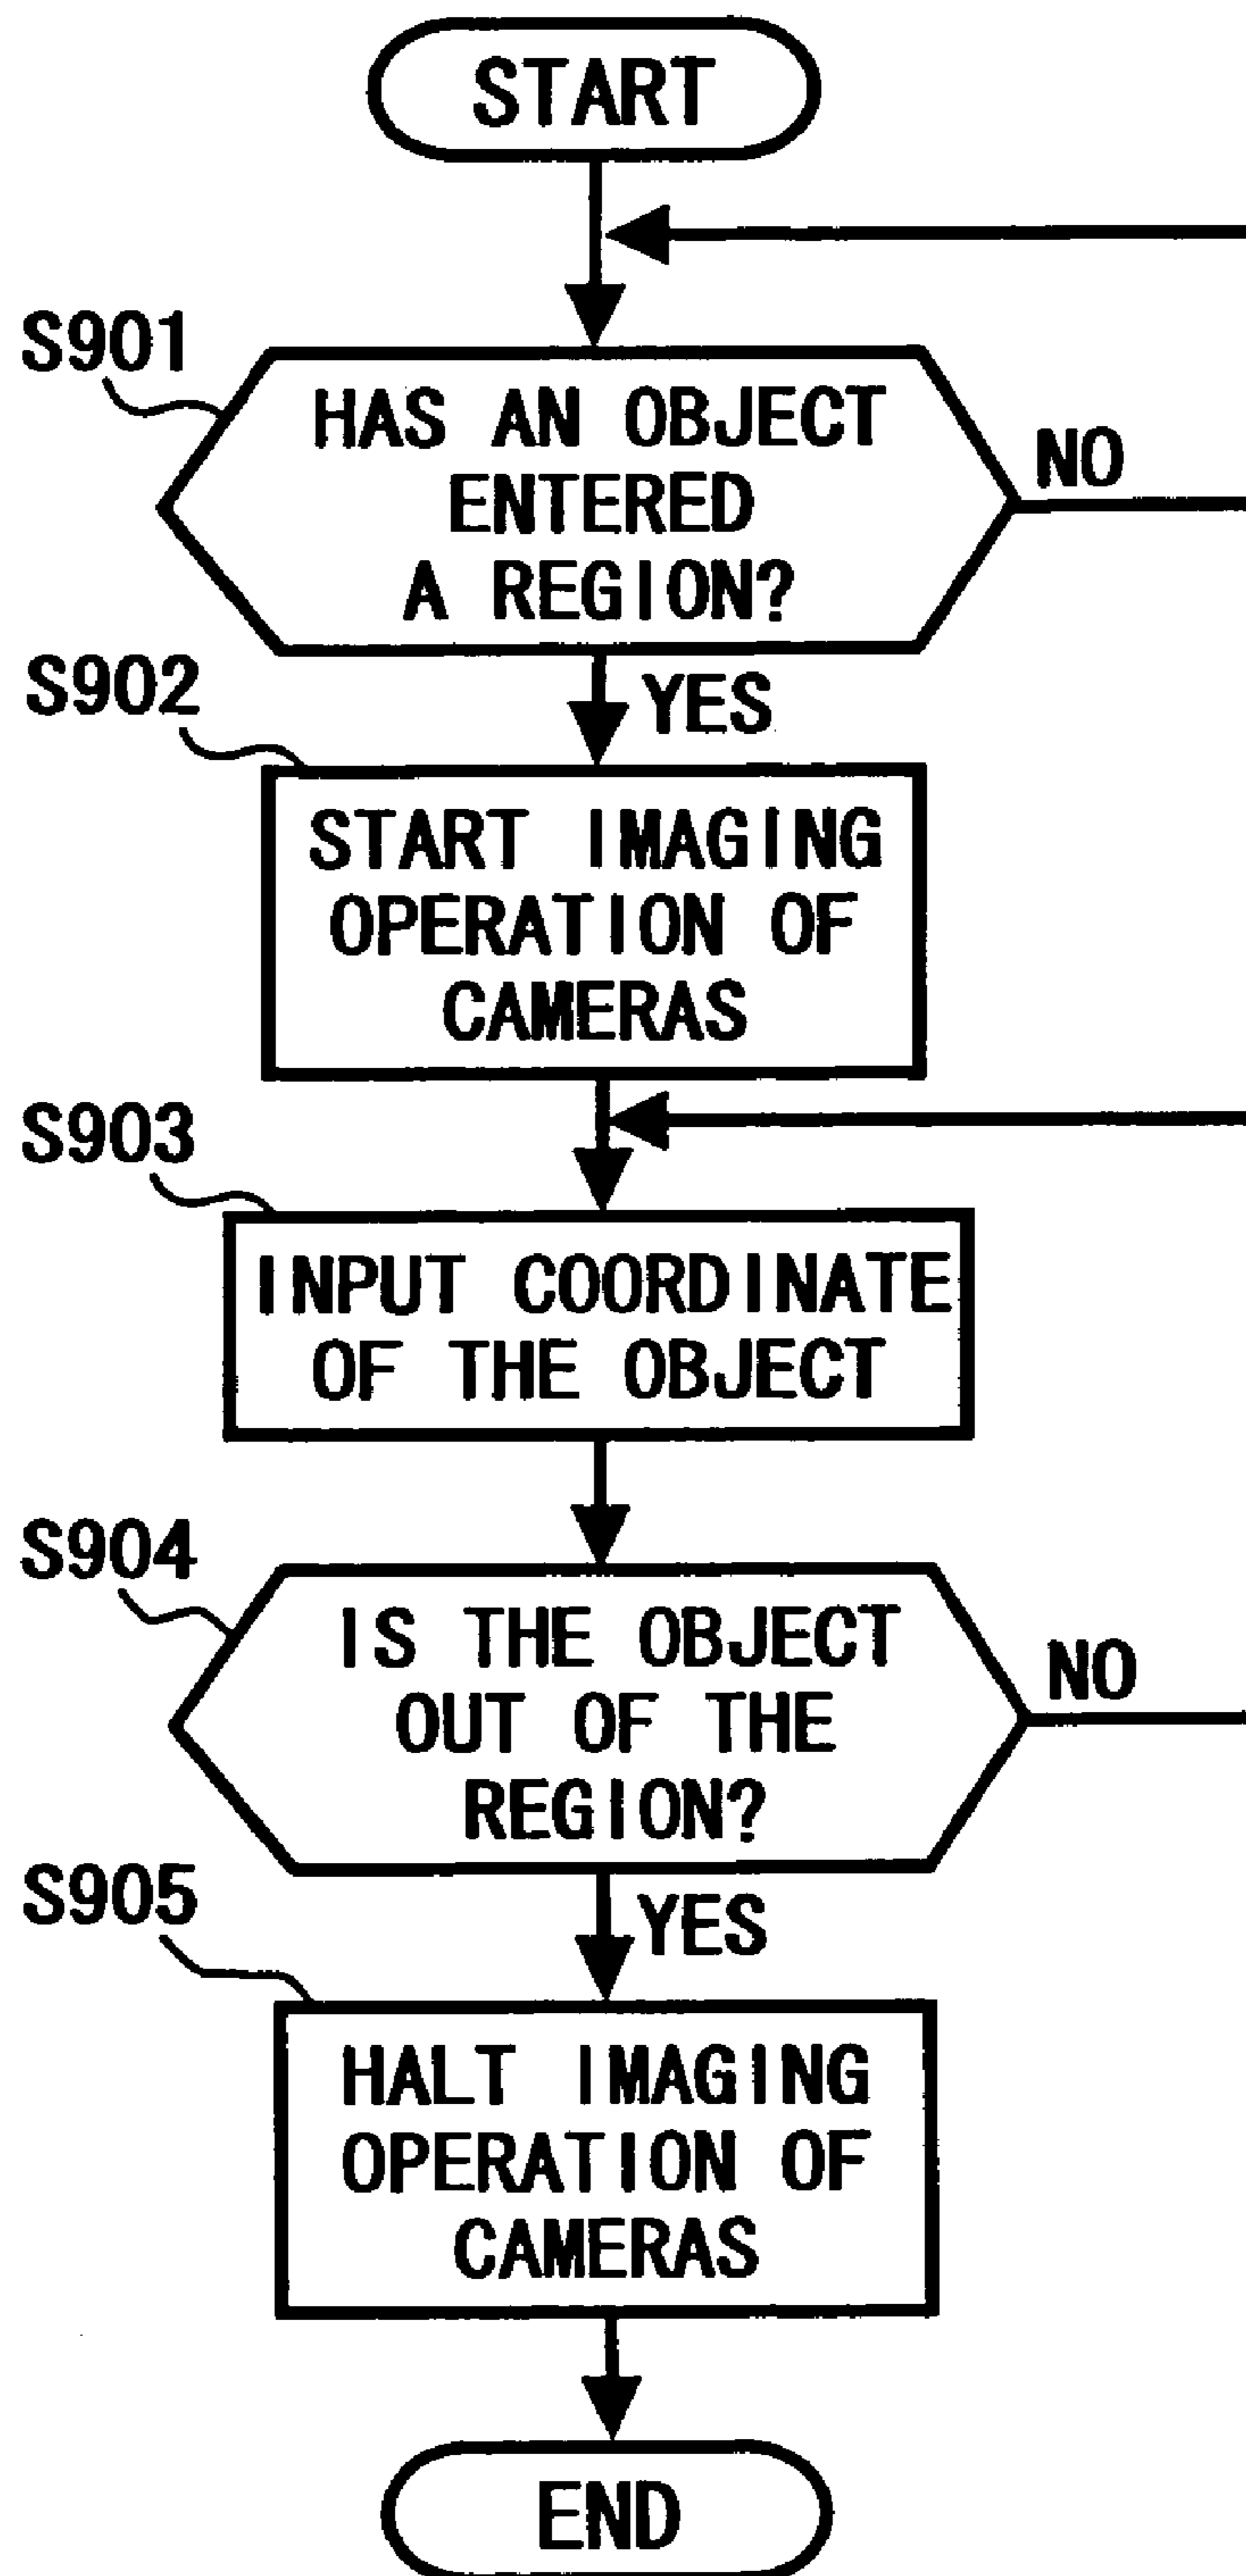 START
S901
HAS AN OBJECT
ENTERED
A REGION?
NO
YES
S902
START IMAGING
OPERATION OF
CAMERAS
S903
INPUT COORDINATE
OF THE OBJECT
S904
IS THE OBJECT
OUT OF THE
REGION?
NO
YES
S905
HALT IMAGING
OPERATION OF
CAMERAS
END